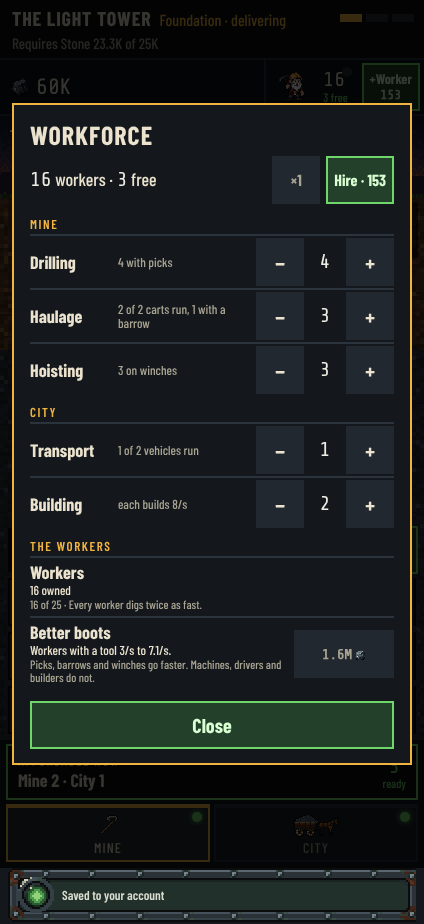 THE LIGHT TOWER Foundation · delivering
Requires Stone 23.3K of 25K
60K
16
3 free
+Worker
153
WORKFORCE
16 workers · 3 free
×1
Hire · 153
MINE
Drilling 4 with picks − 4 +
Haulage 2 of 2 carts run, 1 with a
barrow − 3 +
Hoisting 3 on winches − 3 +
CITY
Transport 1 of 2 vehicles run − 1 +
Building each builds 8/s − 2 +
THE WORKERS
Workers
16 owned
16 of 25 · Every worker digs twice as fast.
Better boots
Workers with a tool 3/s to 7.1/s.
Picks, barrows and winches go faster. Machines, drivers and
builders do not.
1.6M
Close
Mine 2 · City 1
ready
MINE
CITY
Saved to your account